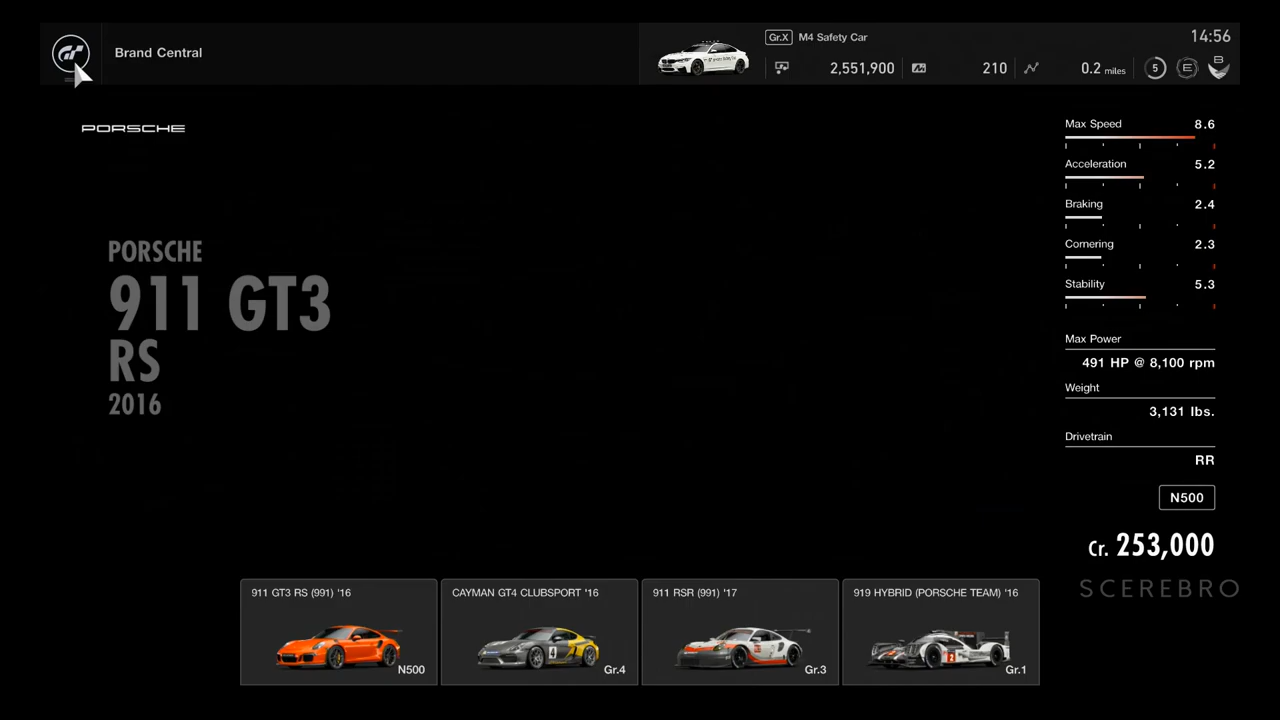 Brand Central
Gr.X M4 Safety Car
14:56
2,551,900
210
0.2 miles
5
E
B
PORSCHE
PORSCHE
911 GT3
RS
2016
Max Speed 8.6
Acceleration 5.2
Braking 2.4
Cornering 2.3
Stability 5.3
Max Power
491 HP @ 8,100 rpm
Weight
3,131 lbs.
Drivetrain
RR
N500
Cr. 253,000
SCEREBRO
911 GT3 RS (991) '16
N500
CAYMAN GT4 CLUBSPORT '16
4
Gr.4
911 RSR (991) '17
Gr.3
919 HYBRID (PORSCHE TEAM) '16
2
Gr.1